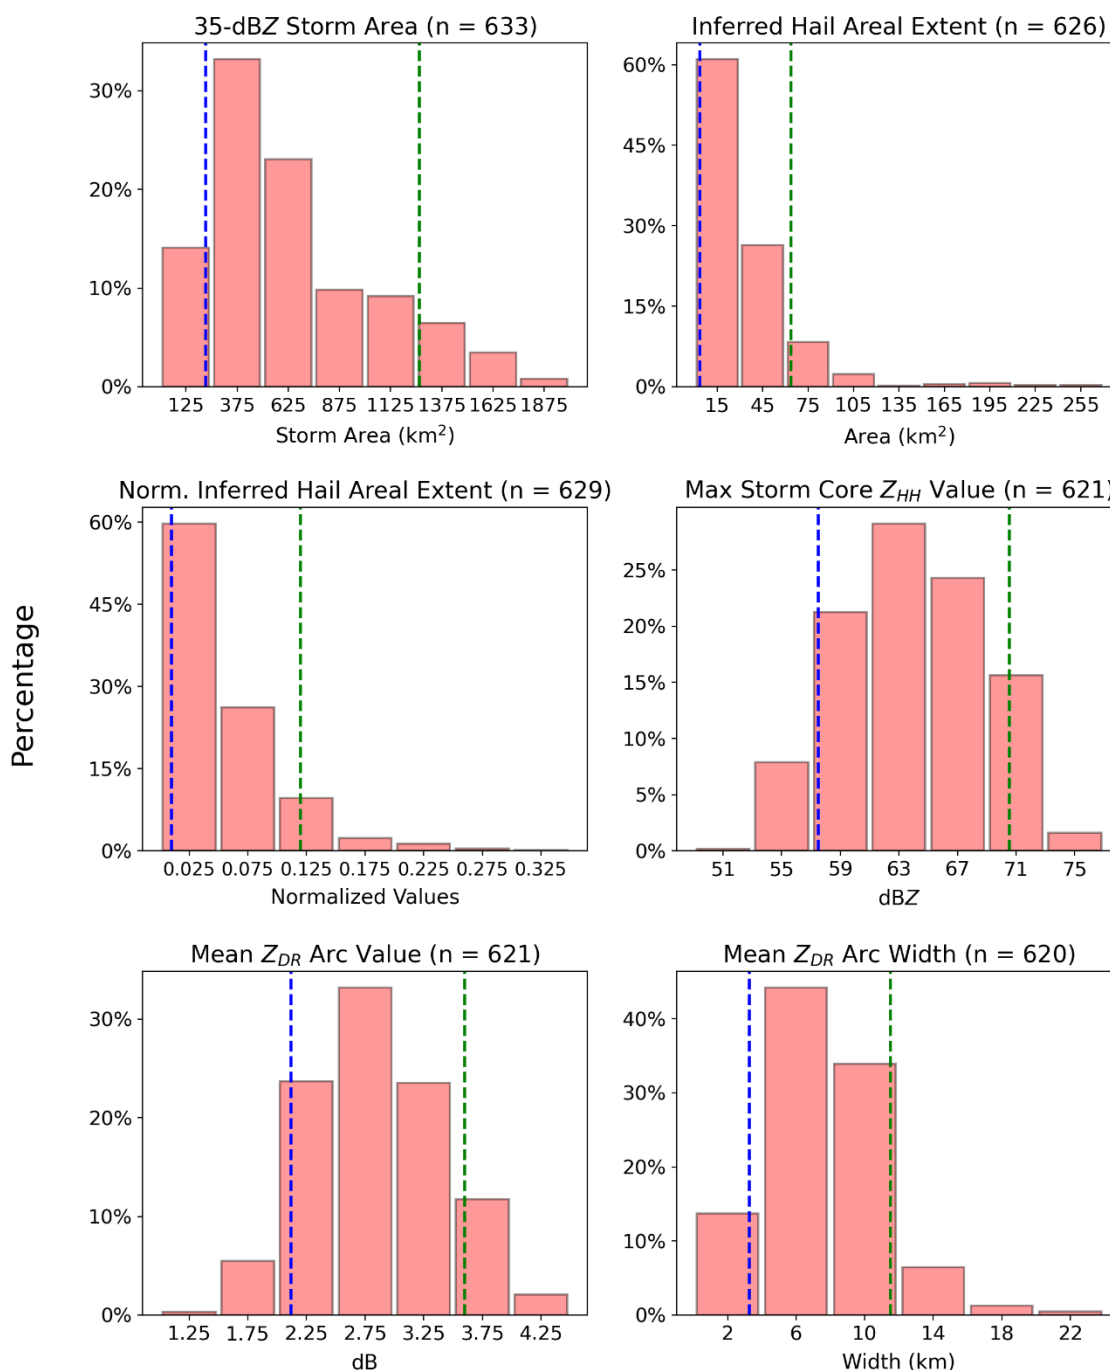 35-dBZ Storm Area (n = 633)
30%
20%
10%
0%
125 375 625 875 1125 1375 1625 1875
Storm Area (km²)
Inferred Hail Areal Extent (n = 626)
60%
45%
30%
15%
0%
15 45 75 105 135 165 195 225 255
Area (km²)
Percentage
Norm. Inferred Hail Areal Extent (n = 629)
60%
45%
30%
15%
0%
0.025 0.075 0.125 0.175 0.225 0.275 0.325
Normalized Values
Max Storm Core Z_HH Value (n = 621)
25%
20%
15%
10%
5%
0%
51 55 59 63 67 71 75
dBZ
Mean Z_DR Arc Value (n = 621)
30%
20%
10%
0%
1.25 1.75 2.25 2.75 3.25 3.75 4.25
dB
Mean Z_DR Arc Width (n = 620)
40%
30%
20%
10%
0%
2 6 10 14 18 22
Width (km)